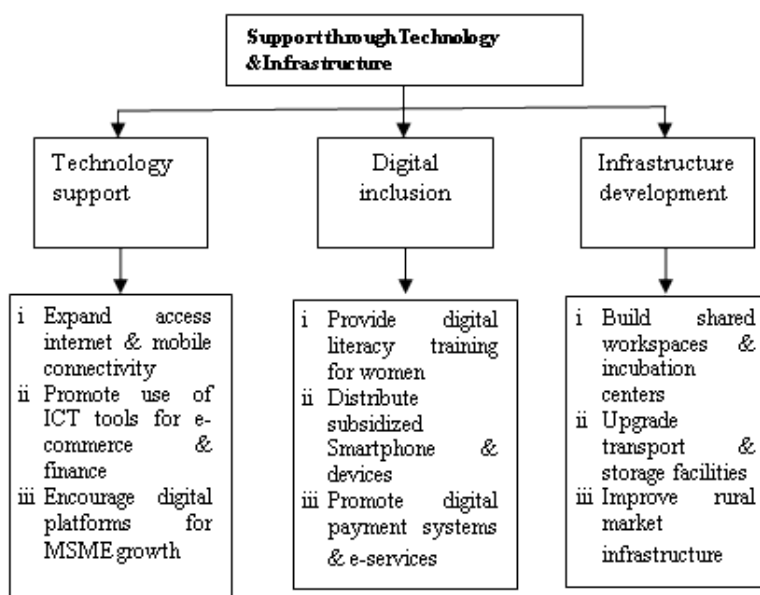 Support through Technology
& Infrastructure
Technology
support
Digital
inclusion
Infrastructure
development
i Expand access
internet & mobile
connectivity
ii Promote use of
ICT tools for e-
commerce &
finance
iii Encourage digital
platforms for
MSME growth
i Provide digital
literacy training
for women
ii Distribute
subsidized
Smartphone &
devices
iii Promote digital
payment systems
& e-services
i Build shared
workspaces &
incubation
centers
ii Upgrade
transport &
storage facilities
iii Improve rural
market
infrastructure